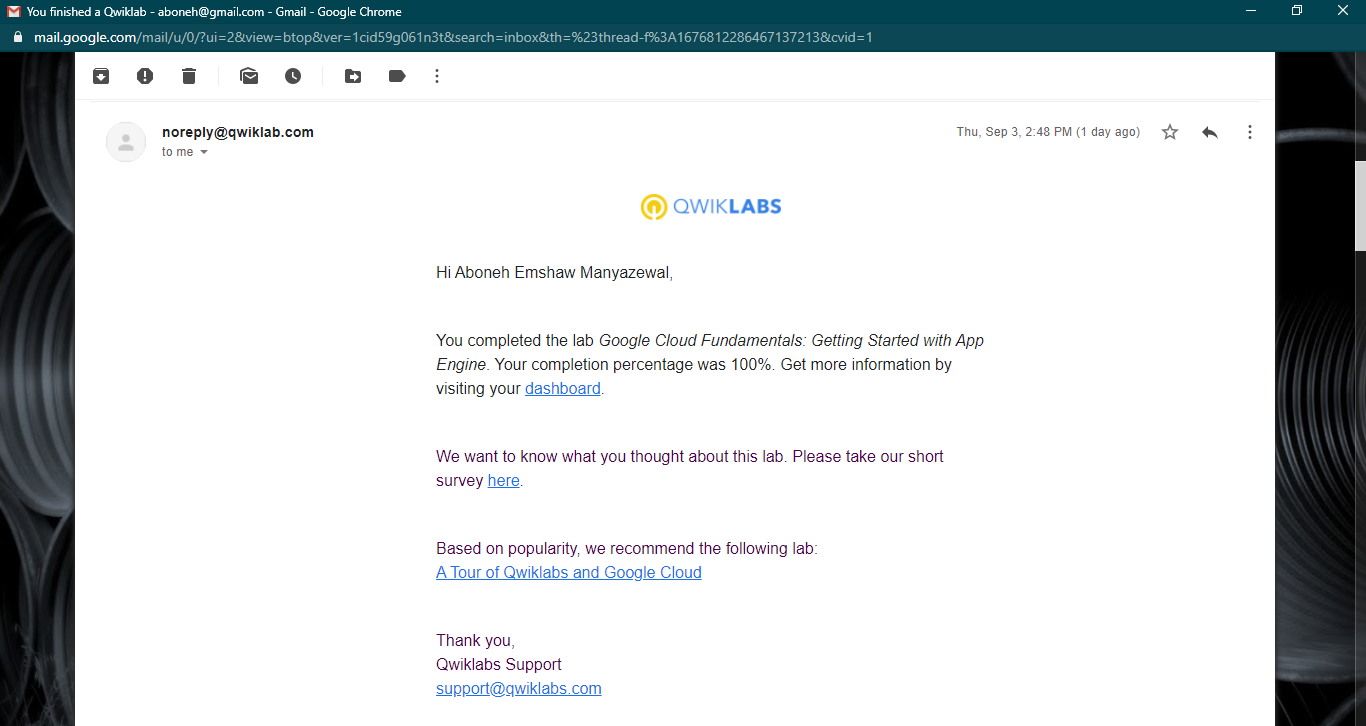 You finished a Qwiklab - aboneh@gmail.com - Gmail - Google Chrome
mail.google.com/mail/u/0/?ui=2&view=btop&ver=1cid59g061n3t&search=inbox&th=%23thread-f%3A1676812286467137213&cvid=1
noreply@qwiklab.com
Thu, Sep 3, 2:48 PM (1 day ago)
to me
QWIKLABS
Hi Aboneh Emshaw Manyazewal,
You completed the lab Google Cloud Fundamentals: Getting Started with App
Engine. Your completion percentage was 100%. Get more information by
visiting your dashboard.
We want to know what you thought about this lab. Please take our short
survey here.
Based on popularity, we recommend the following lab:
A Tour of Qwiklabs and Google Cloud
Thank you,
Qwiklabs Support
support@qwiklabs.com